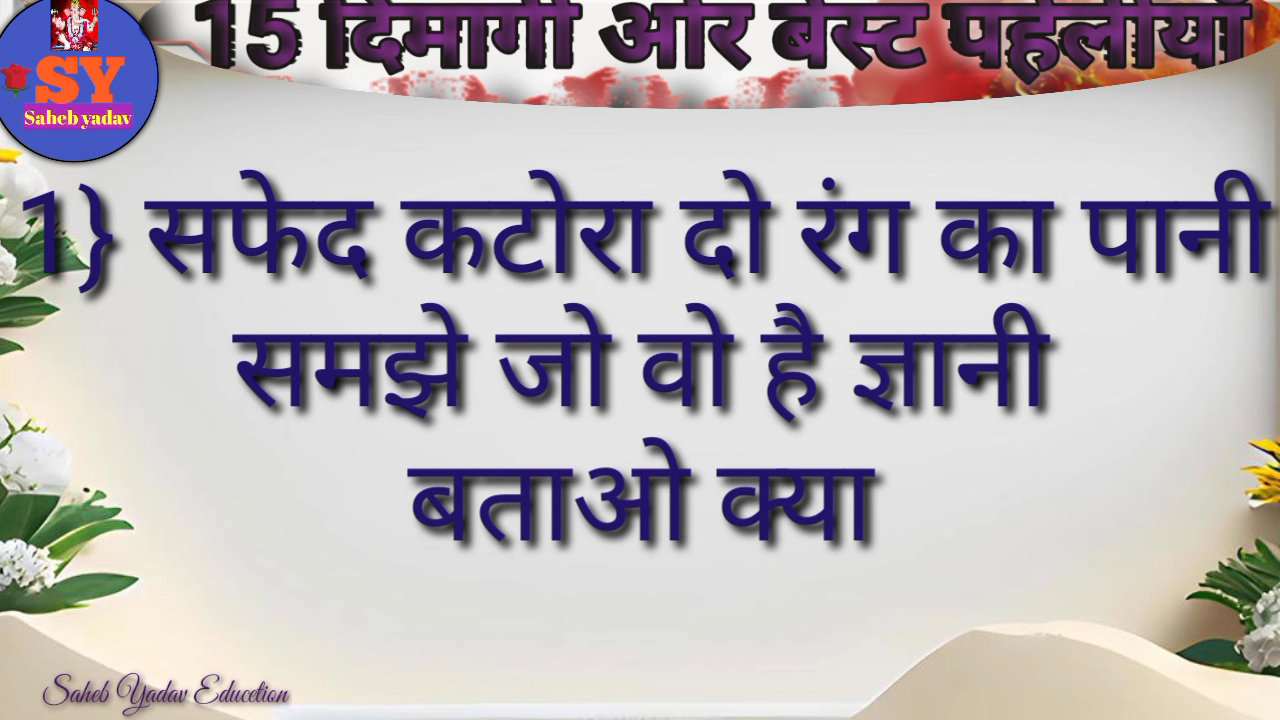 15 दिमागी और बेस्ट पहेलीयाँ
SY
Saheb yadav
1} सफेद कटोरा दो रंग का पानी
समझे जो वो है ज्ञानी
बताओ क्या
Saheb Yadav Educetion